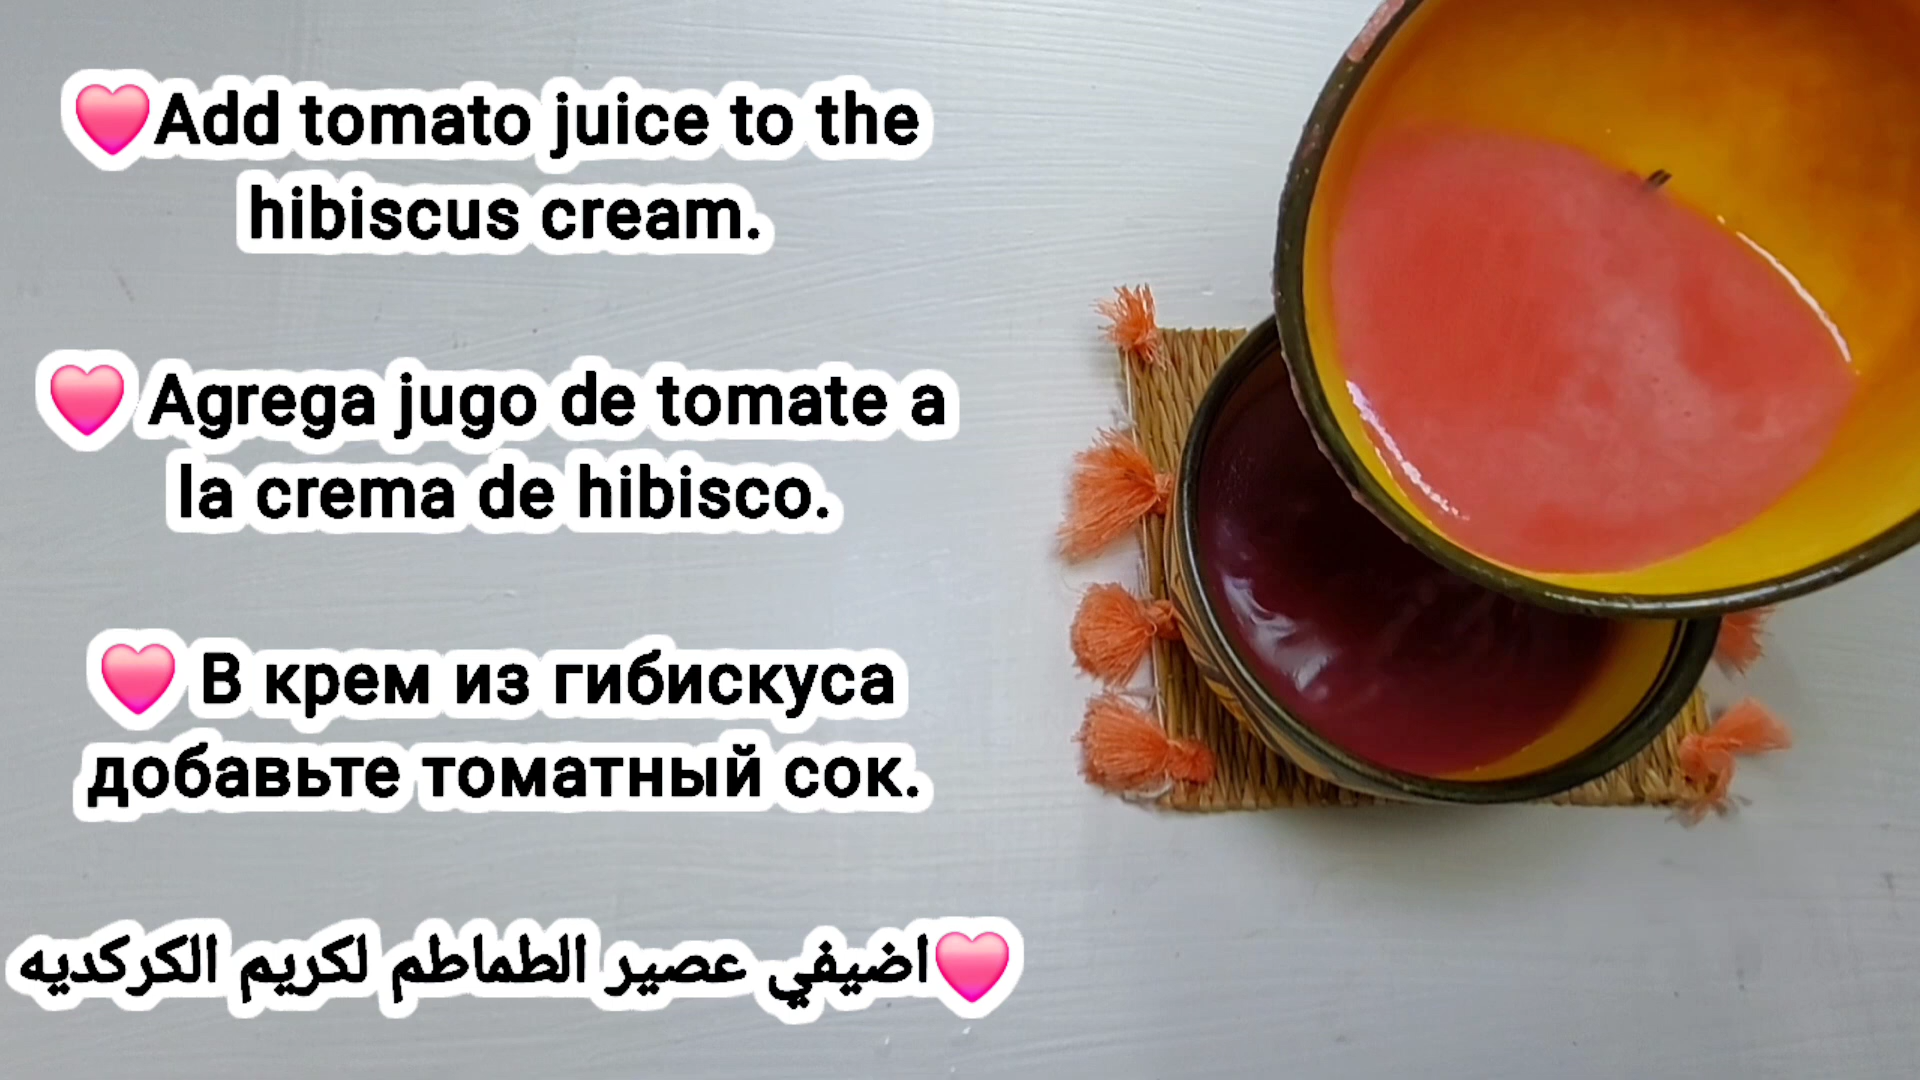 💗Add tomato juice to the
hibiscus cream.
💗 Agrega jugo de tomate a
la crema de hibisco.
💗 В крем из гибискуса
добавьте томатный сок.
💗اضيفي عصير الطماطم لكريم الكركديه